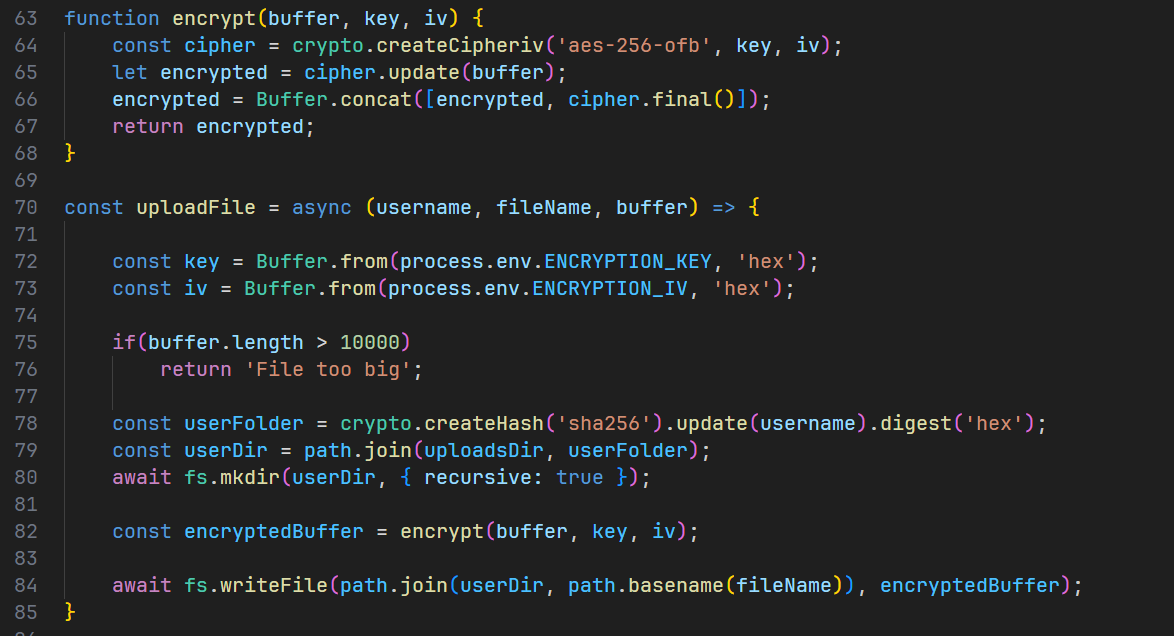 63 function encrypt(buffer, key, iv) {
64     const cipher = crypto.createCipheriv('aes-256-ofb', key, iv);
65     let encrypted = cipher.update(buffer);
66     encrypted = Buffer.concat([encrypted, cipher.final()]);
67     return encrypted;
68 }
69
70 const uploadFile = async (username, fileName, buffer) => {
71
72     const key = Buffer.from(process.env.ENCRYPTION_KEY, 'hex');
73     const iv = Buffer.from(process.env.ENCRYPTION_IV, 'hex');
74
75     if(buffer.length > 10000)
76         return 'File too big';
77
78     const userFolder = crypto.createHash('sha256').update(username).digest('hex');
79     const userDir = path.join(uploadsDir, userFolder);
80     await fs.mkdir(userDir, { recursive: true });
81
82     const encryptedBuffer = encrypt(buffer, key, iv);
83
84     await fs.writeFile(path.join(userDir, path.basename(fileName)), encryptedBuffer);
85 }